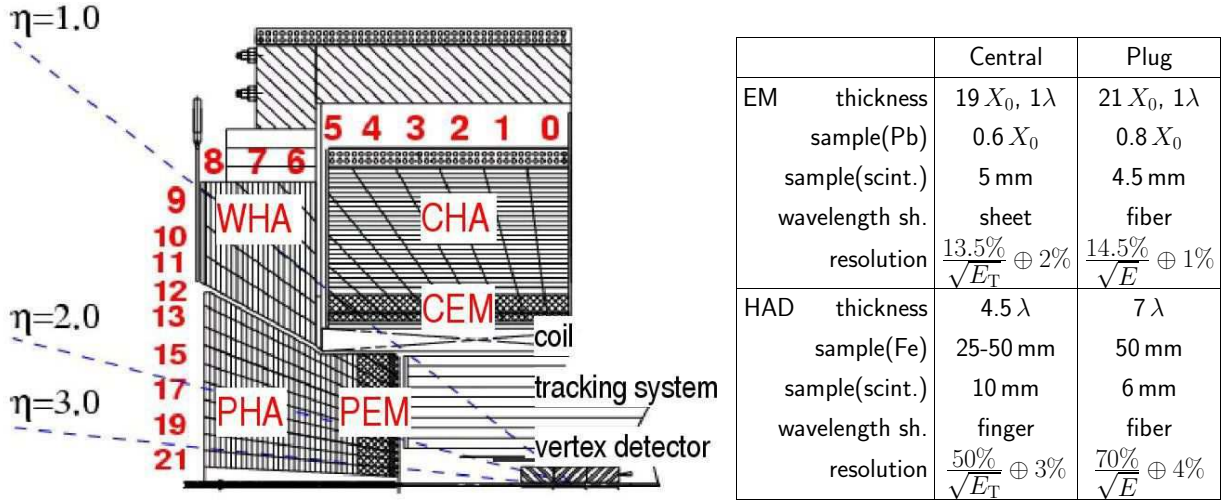 η=1.0
5 4 3 2 1 0
8 7 6
9
WHA
CHA
10
11
12
CEM
13
η=2.0
coil
15
17
tracking system
η=3.0
PHA
PEM
19
vertex detector
21
Central Plug
EM thickness 19 X₀, 1λ 21 X₀, 1λ
sample(Pb) 0.6 X₀ 0.8 X₀
sample(scint.) 5 mm 4.5 mm
wavelength sh. sheet fiber
resolution 13.5%/√E_T ⊕ 2% 14.5%/√E ⊕ 1%
HAD thickness 4.5 λ 7 λ
sample(Fe) 25-50 mm 50 mm
sample(scint.) 10 mm 6 mm
wavelength sh. finger fiber
resolution 50%/√E_T ⊕ 3% 70%/√E ⊕ 4%